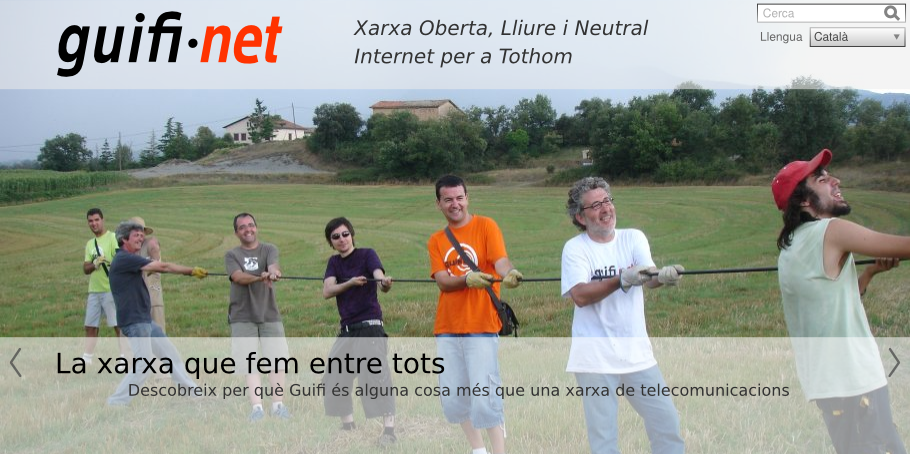 guifi·net
Xarxa Oberta, Lliure i Neutral
Internet per a Tothom
Cerca
Llengua Català
La xarxa que fem entre tots
Descobreix per què Guifi és alguna cosa més que una xarxa de telecomunicacions
guifi